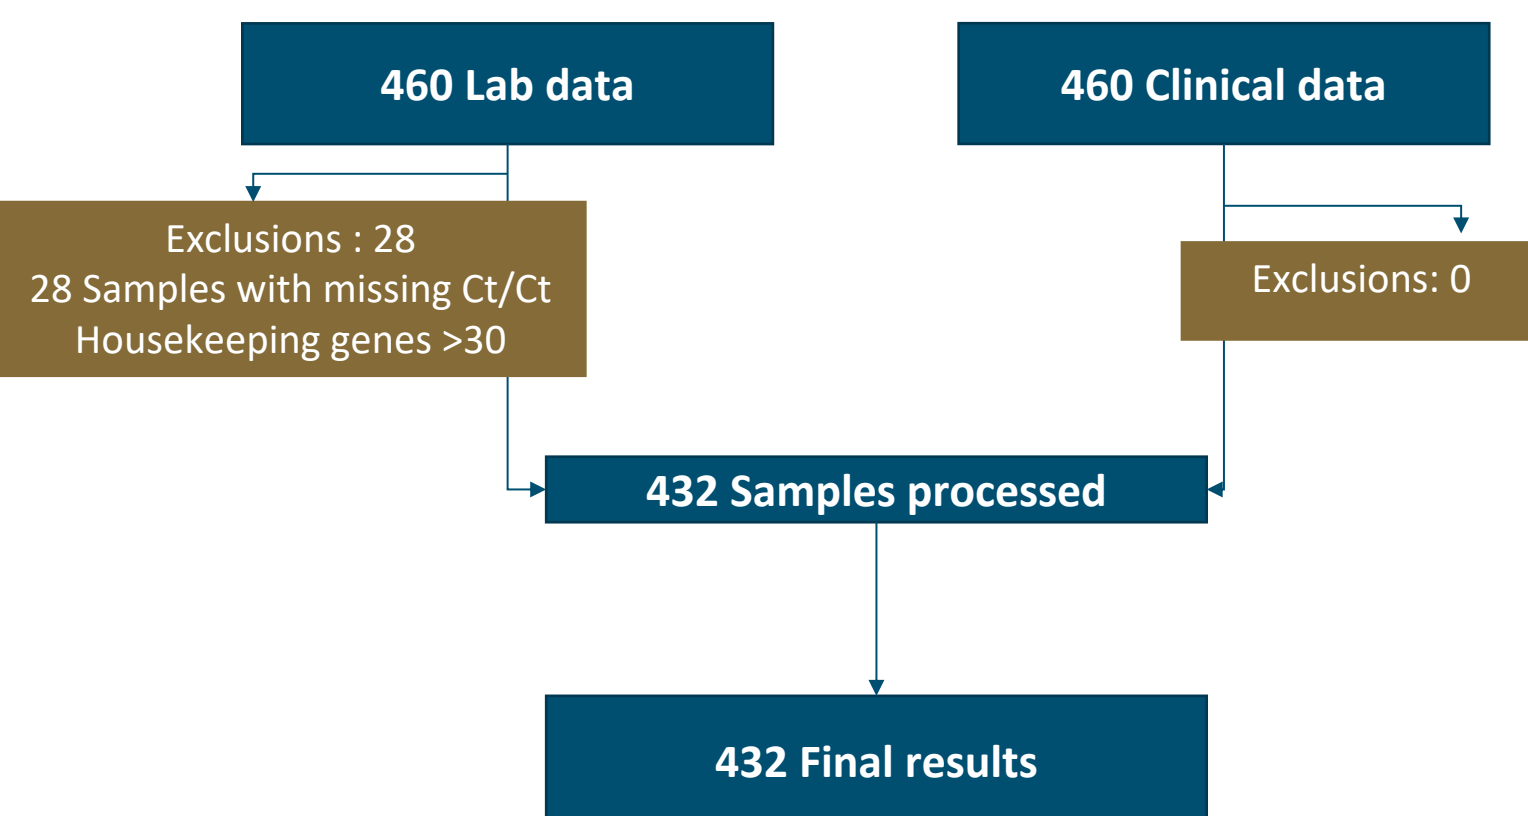 460 Lab data
460 Clinical data
Exclusions : 28
28 Samples with missing Ct/Ct
Housekeeping genes >30
Exclusions: 0
432 Samples processed
432 Final results